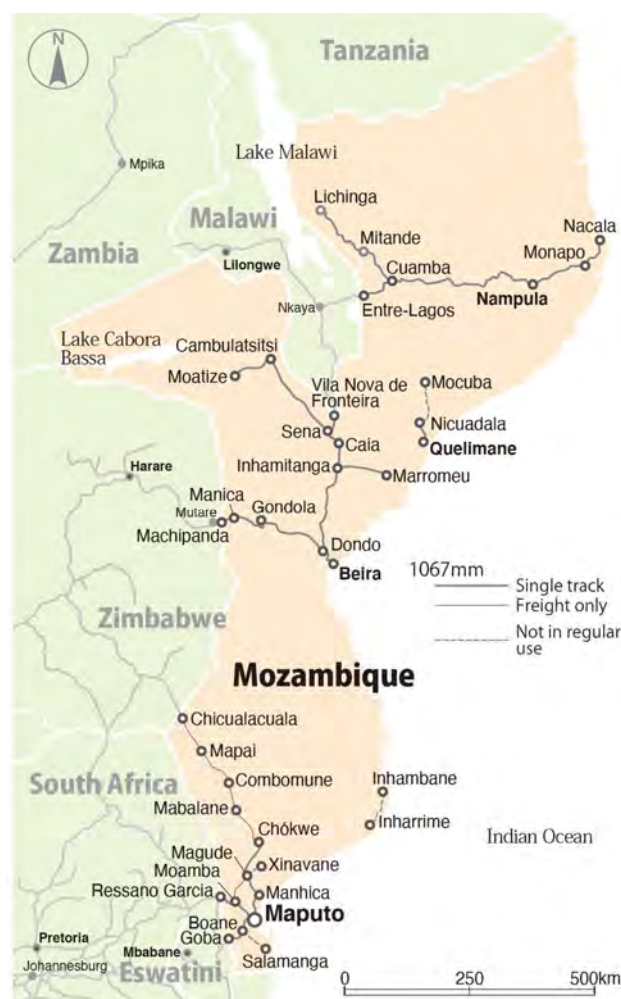 N
Tanzania
Lake Malawi
Mpika
Lichinga
Malawi
Mitande
Nacala
Zambia
Cuamba
Monapo
Lilongwe
Nampula
Nkaya
Entre-Lagos
Lake Cabora
Bassa
Cambulatsitsi
Moatize
Vila Nova de
Fronteira
Mocuba
Sena
Nicuadala
Caia
Quelimane
Harare
Inhamitanga
Marromeu
Manica
Gondola
Mutare
Machipanda
Dondo
Beira
1067mm
Single track
Freight only
Not in regular
use
Zimbabwe
Mozambique
Chicualacuala
Mapai
South Africa
Combomune
Inhambane
Mabalane
Inharrime
Indian Ocean
Chókwe
Magude
Xinavane
Moamba
Ressano Garcia
Manhica
Maputo
Boane
Goba
Pretoria
Mbabane
Salamanga
Johannesburg
Eswatini
0
250
500km